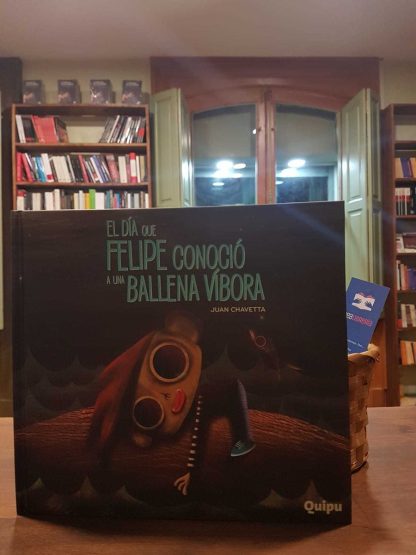 EL DÍA QUE
FELIPE CONOCIÓ
A UNA BALLENA VÍBORA
JUAN CHAVETTA
Quipu